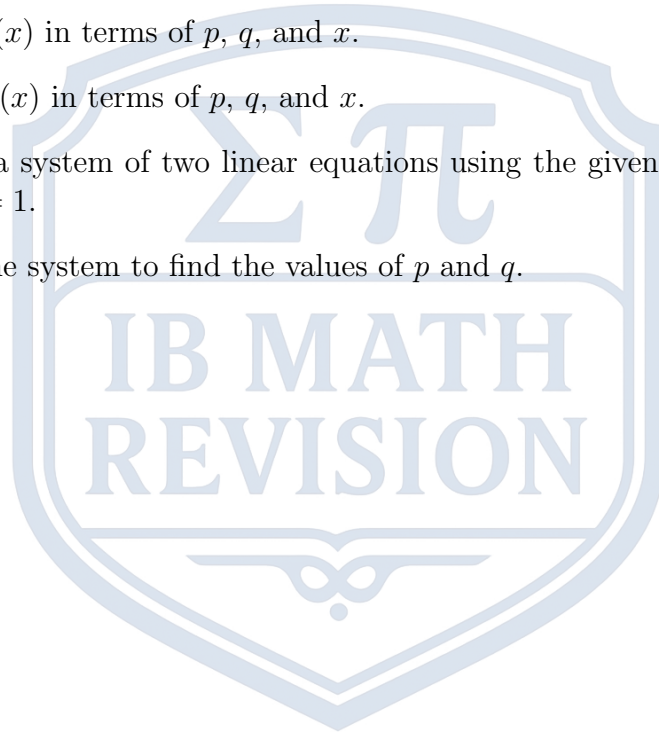 (x) in terms of p, q, and x.
(x) in terms of p, q, and x.
a system of two linear equations using the given
= 1.
e system to find the values of p and q.
Σπ
IB MATH
REVISION